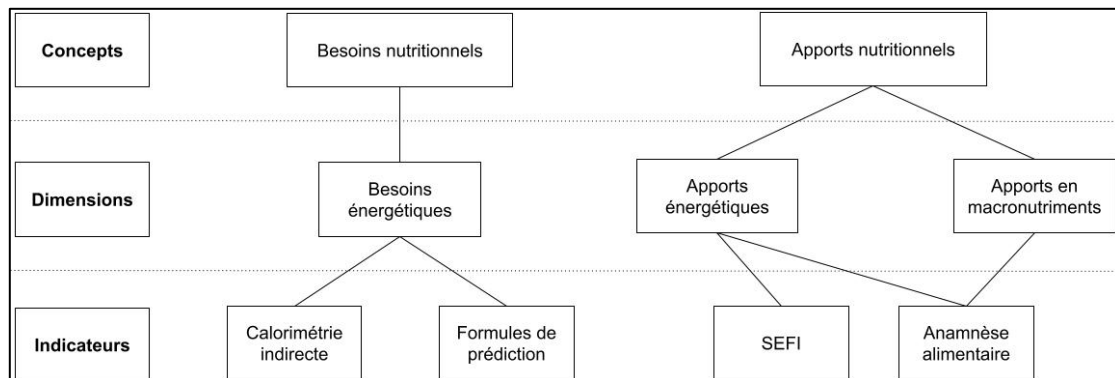 Concepts
Besoins nutritionnels
Apports nutritionnels
Dimensions
Besoins
énergétiques
Apports
énergétiques
Apports en
macronutriments
Indicateurs
Calorimétrie
indirecte
Formules de
prédiction
SEFI
Anamnèse
alimentaire